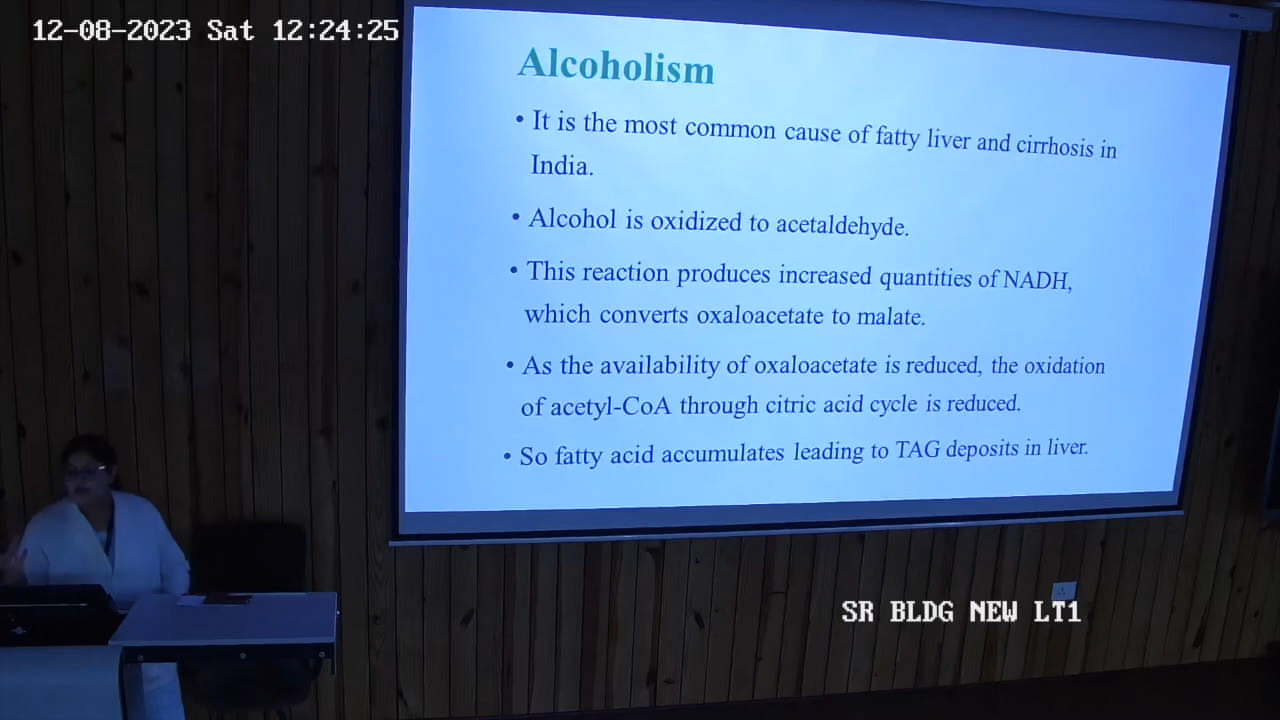 12-08-2023 Sat 12:24:25
Alcoholism
• It is the most common cause of fatty liver and cirrhosis in
India.
• Alcohol is oxidized to acetaldehyde.
• This reaction produces increased quantities of NADH,
which converts oxaloacetate to malate.
• As the availability of oxaloacetate is reduced, the oxidation
of acetyl-CoA through citric acid cycle is reduced.
• So fatty acid accumulates leading to TAG deposits in liver.
SR BLDG NEW LT1